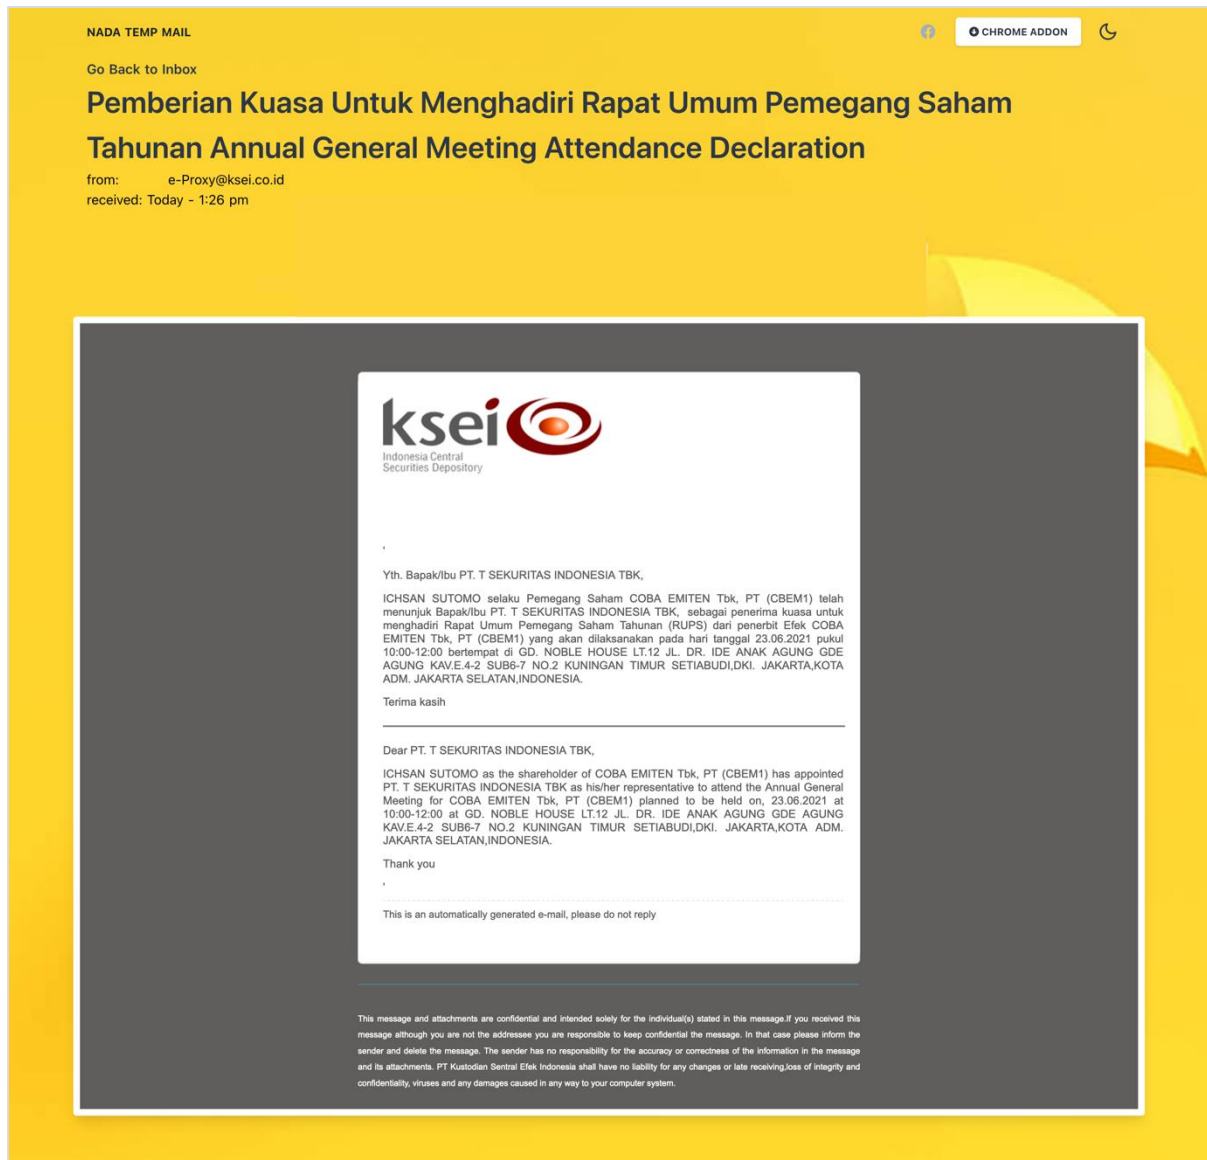 NADA TEMP MAIL
CHROME ADDON
Go Back to Inbox
Pemberian Kuasa Untuk Menghadiri Rapat Umum Pemegang Saham
Tahunan Annual General Meeting Attendance Declaration
from: e-Proxy@ksei.co.id
received: Today - 1:26 pm
ksei
Indonesia Central
Securities Depository
,
Yth. Bapak/Ibu PT. T SEKURITAS INDONESIA TBK,
ICHSAN SUTOMO selaku Pemegang Saham COBA EMITEN Tbk, PT (CBEM1) telah
menunjuk Bapak/Ibu PT. T SEKURITAS INDONESIA TBK, sebagai penerima kuasa untuk
menghadiri Rapat Umum Pemegang Saham Tahunan (RUPS) dari penerbit Efek COBA
EMITEN Tbk, PT (CBEM1) yang akan dilaksanakan pada hari tanggal 23.06.2021 pukul
10:00-12:00 bertempat di GD. NOBLE HOUSE LT.12 JL. DR. IDE ANAK AGUNG GDE
AGUNG KAV.E.4-2 SUB6-7 NO.2 KUNINGAN TIMUR SETIABUDI,DKI. JAKARTA,KOTA
ADM. JAKARTA SELATAN,INDONESIA.
Terima kasih
Dear PT. T SEKURITAS INDONESIA TBK,
ICHSAN SUTOMO as the shareholder of COBA EMITEN Tbk, PT (CBEM1) has appointed
PT. T SEKURITAS INDONESIA TBK as his/her representative to attend the Annual General
Meeting for COBA EMITEN Tbk, PT (CBEM1) planned to be held on, 23.06.2021 at
10:00-12:00 at GD. NOBLE HOUSE LT.12 JL. DR. IDE ANAK AGUNG GDE AGUNG
KAV.E.4-2 SUB6-7 NO.2 KUNINGAN TIMUR SETIABUDI,DKI. JAKARTA,KOTA ADM.
JAKARTA SELATAN,INDONESIA.
Thank you
,
This is an automatically generated e-mail, please do not reply
This message and attachments are confidential and intended solely for the individual(s) stated in this message.If you received this
message although you are not the addressee you are responsible to keep confidential the message. In that case please inform the
sender and delete the message. The sender has no responsibility for the accuracy or correctness of the information in the message
and its attachments. PT Kustodian Sentral Efek Indonesia shall have no liability for any changes or late receiving,loss of integrity and
confidentiality, viruses and any damages caused in any way to your computer system.